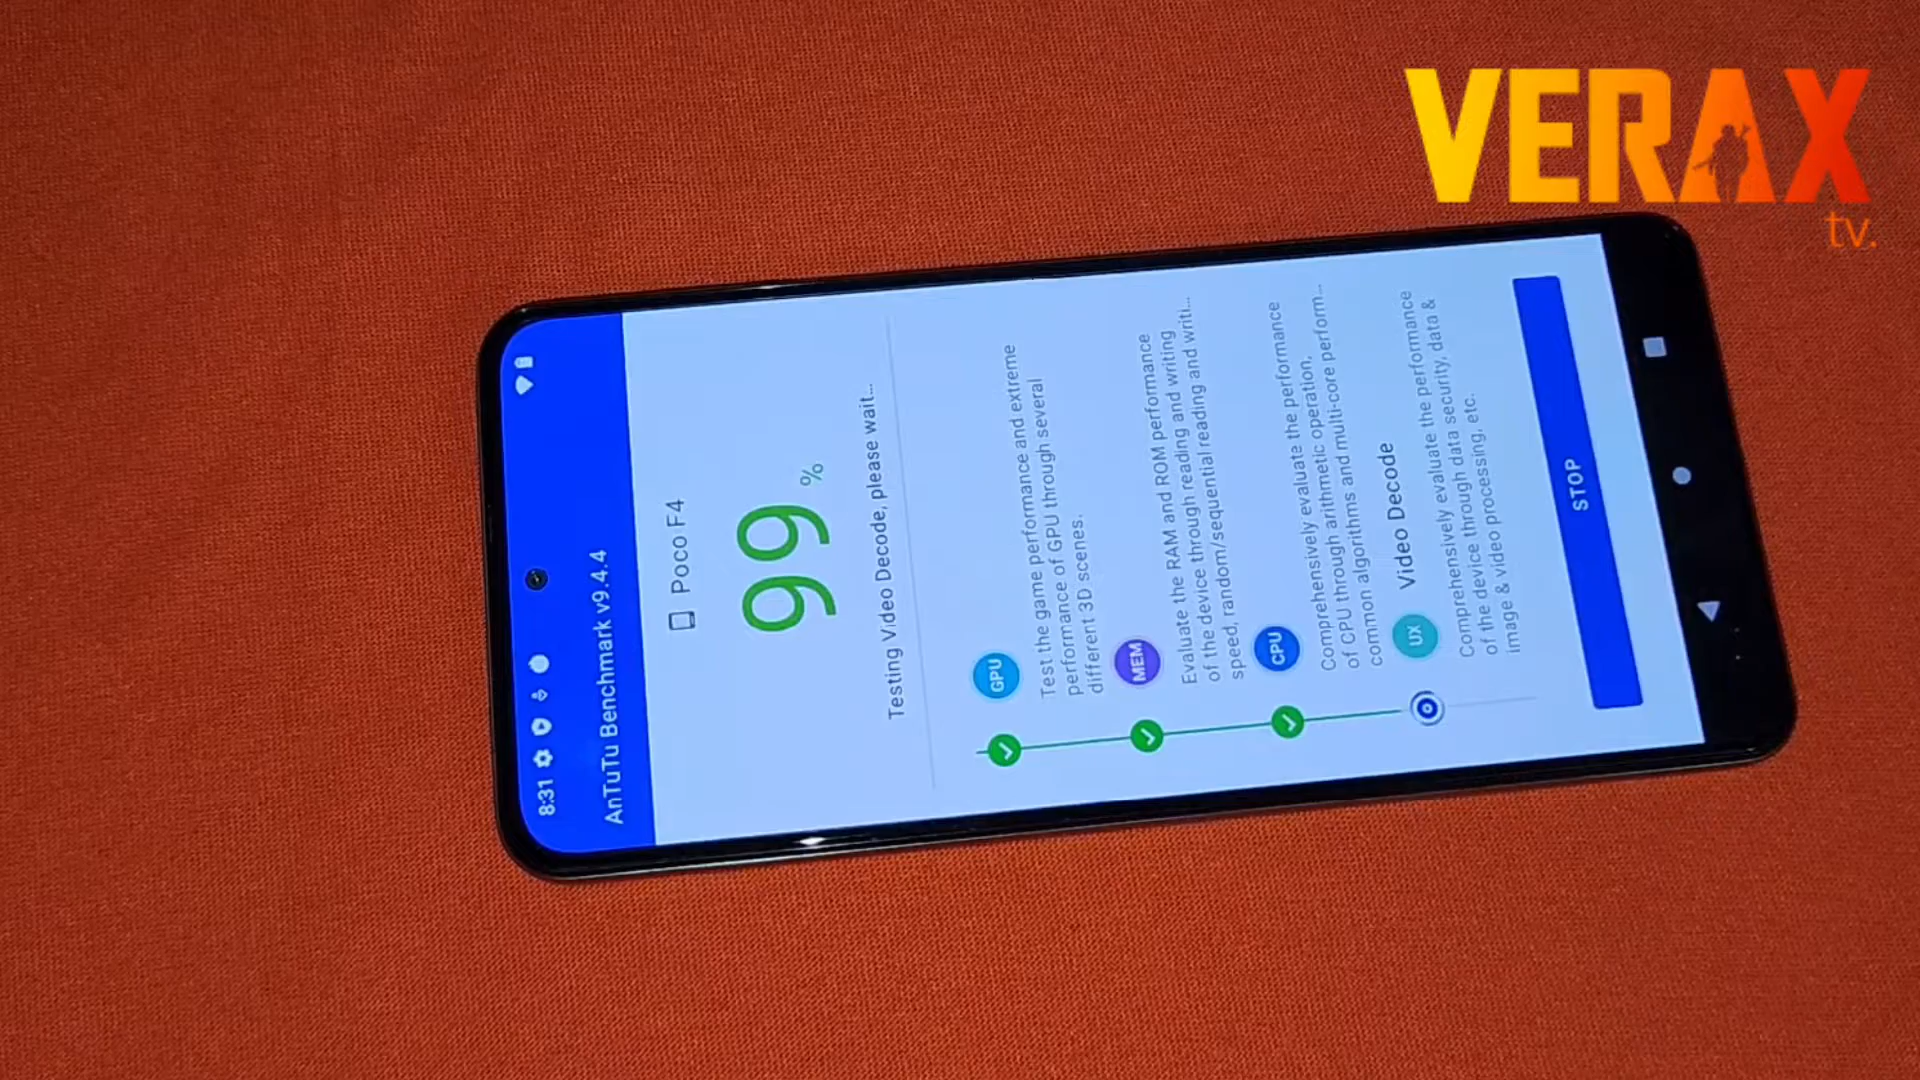 VERAX
tv.
8:31
AnTuTu Benchmark v9.4.4
Poco F4
99 %
Testing Video Decode, please wait...
GPU
Test the game performance and extreme
performance of GPU through several
different 3D scenes.
MEM
Evaluate the RAM and ROM performance
of the device through reading and writing
speed, random/sequential reading and writi...
CPU
Comprehensively evaluate the performance
of CPU through arithmetic operation,
common algorithms and multi-core perform...
UX Video Decode
Comprehensively evaluate the performance
of the device through data security, data &
image & video processing, etc.
STOP